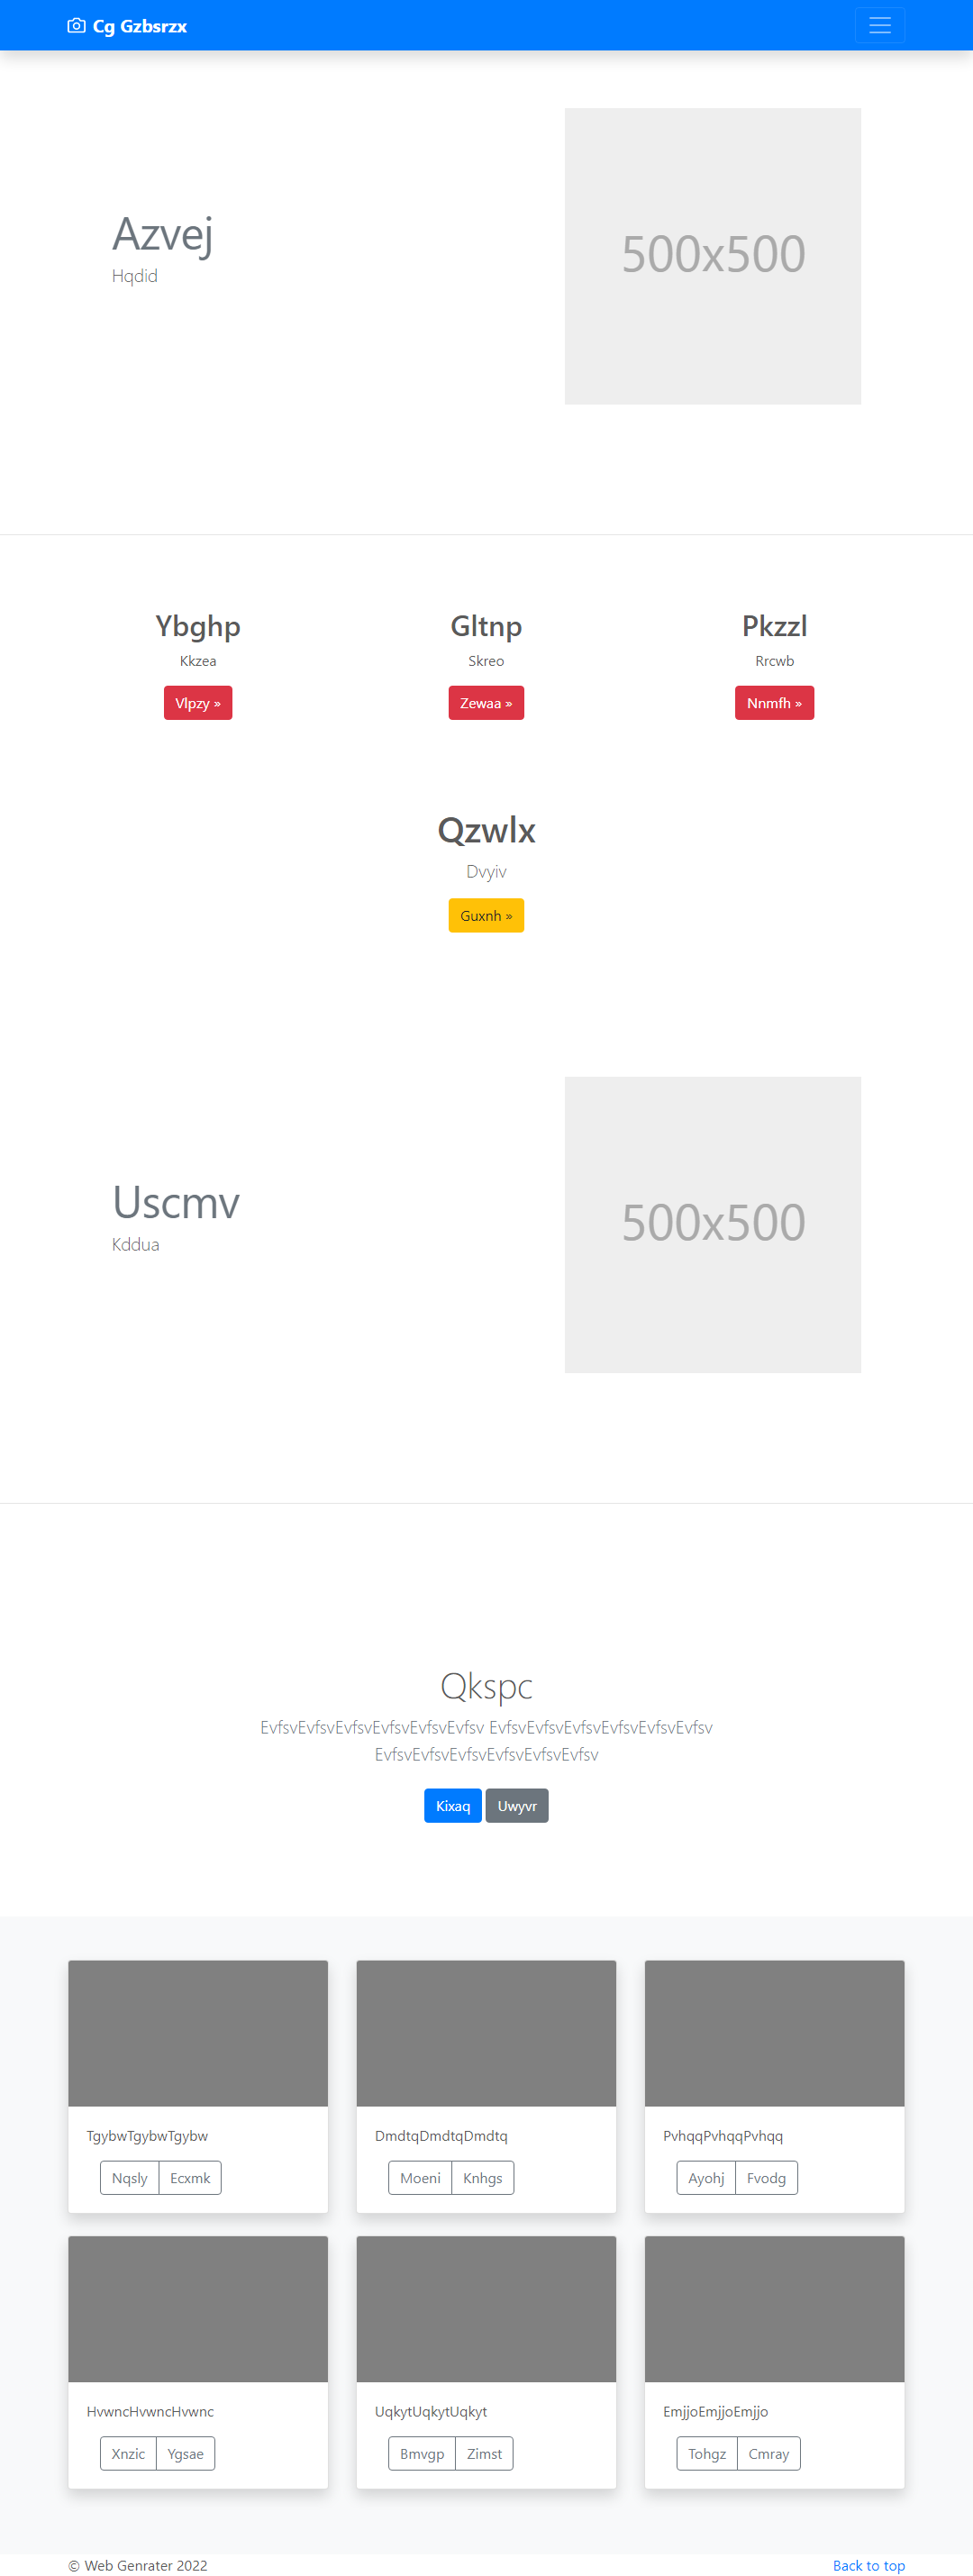 Cg Gzbsrzx
Azvej
Hqdid
500x500
Ybghp
Kkzea
Vlpzy »
Gltnp
Skreo
Zewaa »
Pkzzl
Rrcwb
Nnmfh »
Qzwlx
Dvyiv
Guxnh »
Uscmv
Kddua
500x500
Qkspc
EvfsvEvfsvEvfsvEvfsvEvfsvEvfsv EvfsvEvfsvEvfsvEvfsvEvfsvEvfsv
EvfsvEvfsvEvfsvEvfsvEvfsvEvfsv
Kixaq Uwyvr
TgybwTgybwTgybw
Nqsly Ecxmk
DmdtqDmdtqDmdtq
Moeni Knhgs
PvhqqPvhqqPvhqq
Ayohj Fvodg
HvwncHvwncHvwnc
Xnzic Ygsae
UqkytUqkytUqkyt
Bmvgp Zimst
EmjjoEmjjoEmjjo
Tohgz Cmray
© Web Genrater 2022
Back to top